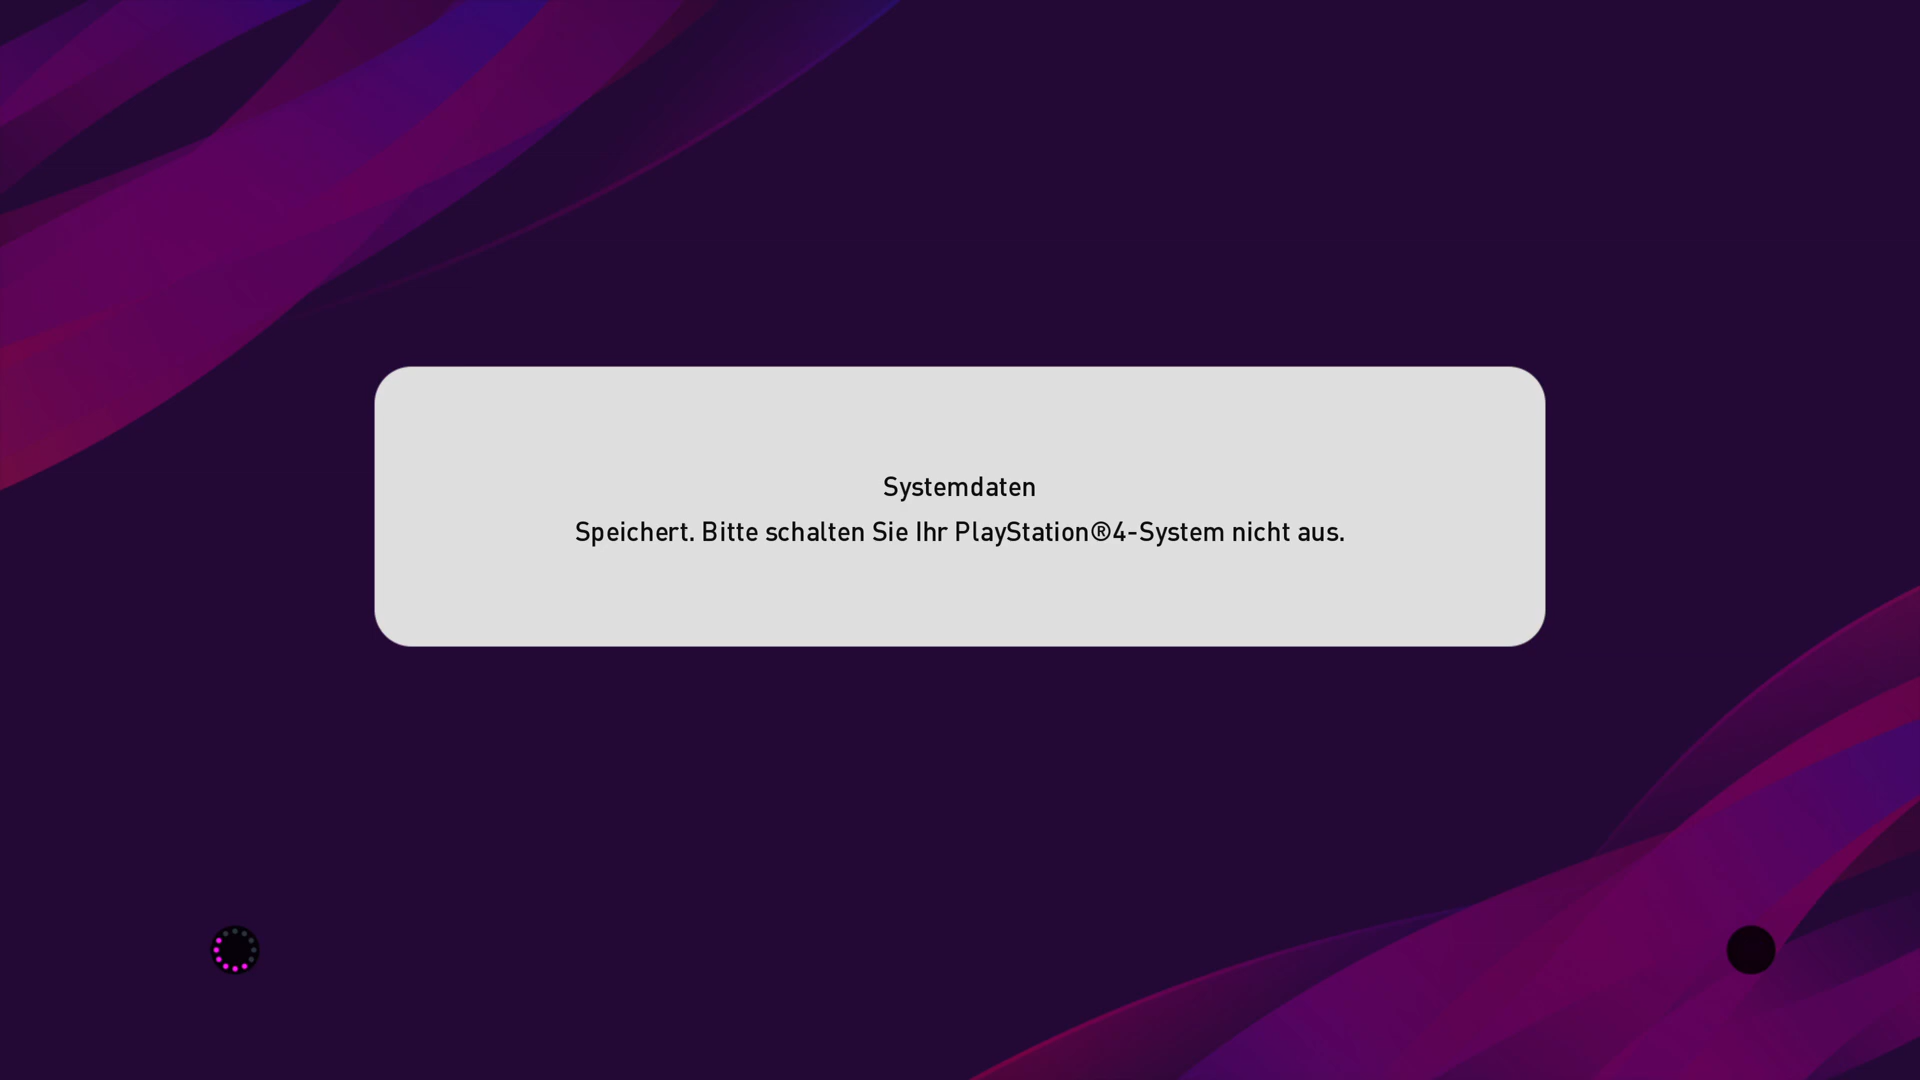 Systemdaten
Speichert. Bitte schalten Sie Ihr PlayStation®4-System nicht aus.